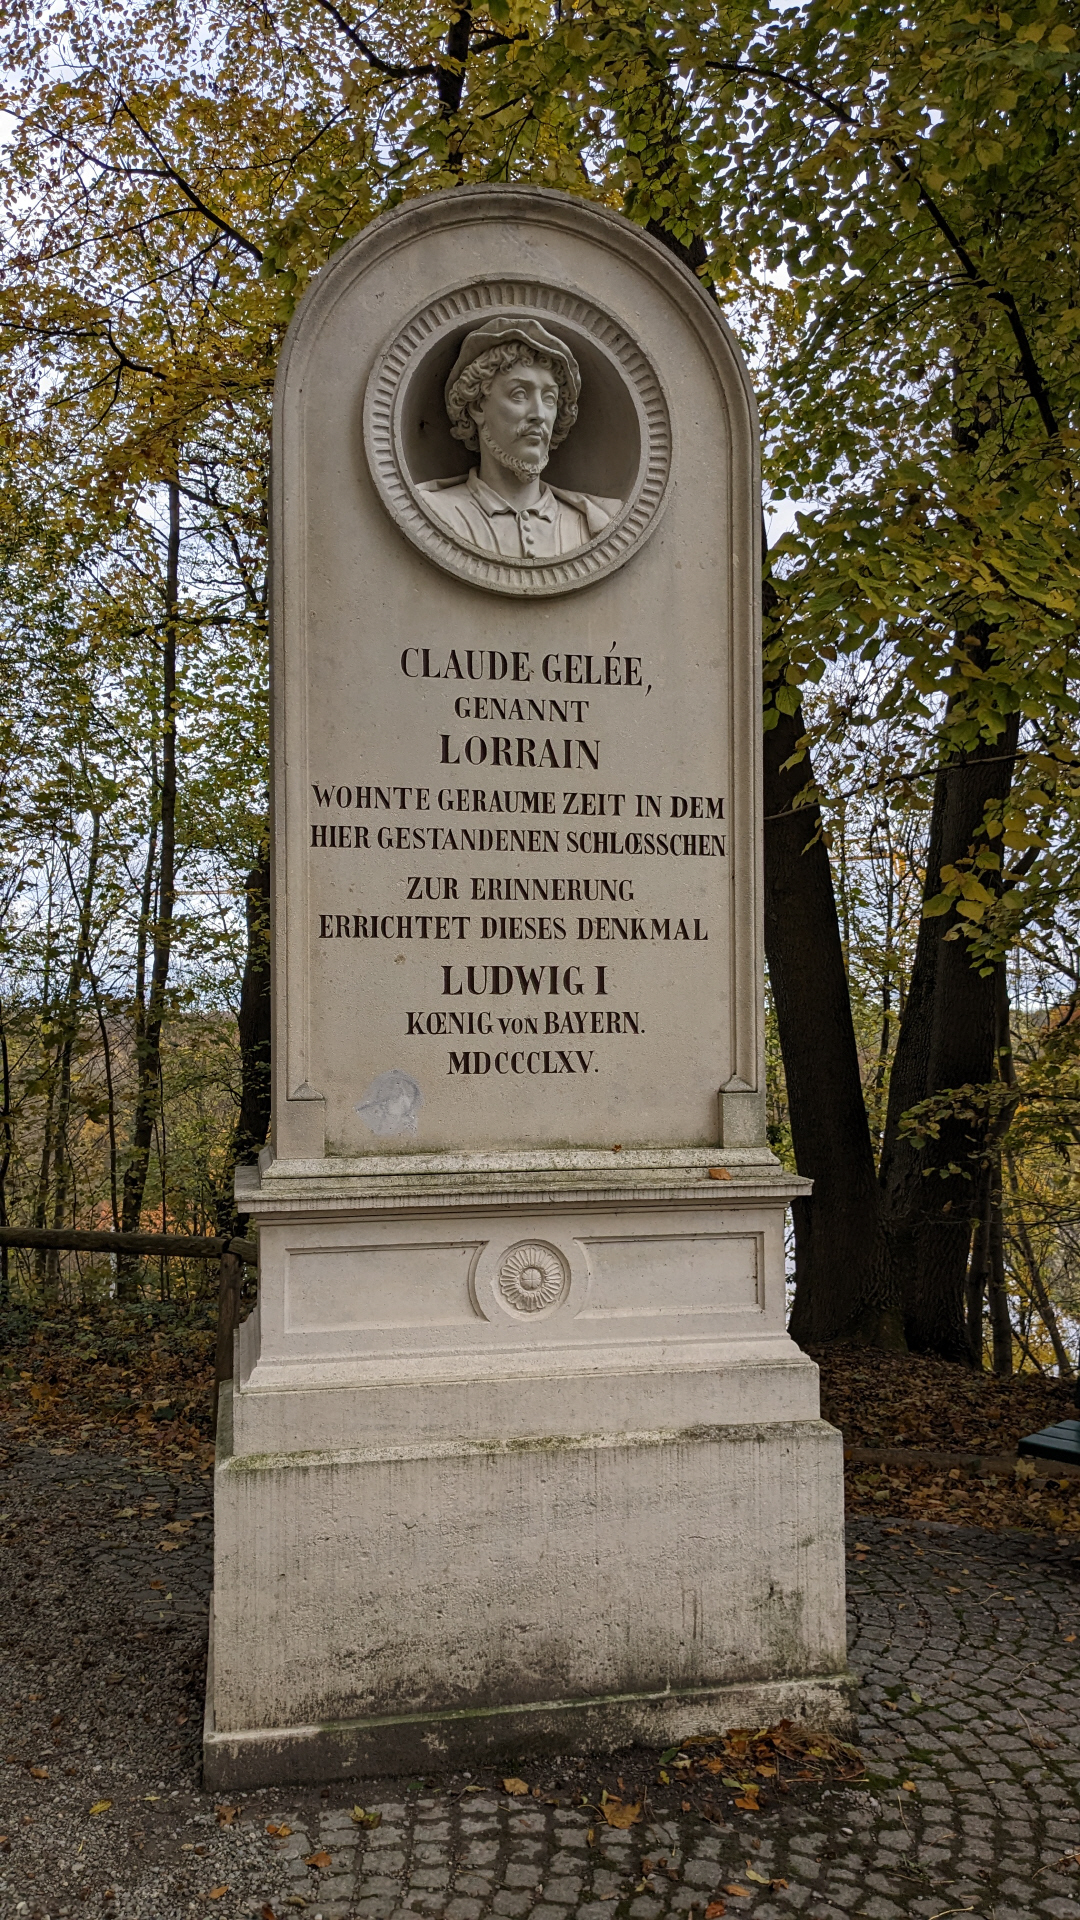 CLAUDE GELÉE,
GENANNT
LORRAIN
WOHNTE GERAUME ZEIT IN DEM
HIER GESTANDENEN SCHLŒSSCHEN
ZUR ERINNERUNG
ERRICHTET DIESES DENKMAL
LUDWIG I
KŒNIG VON BAYERN.
MDCCCLXV.